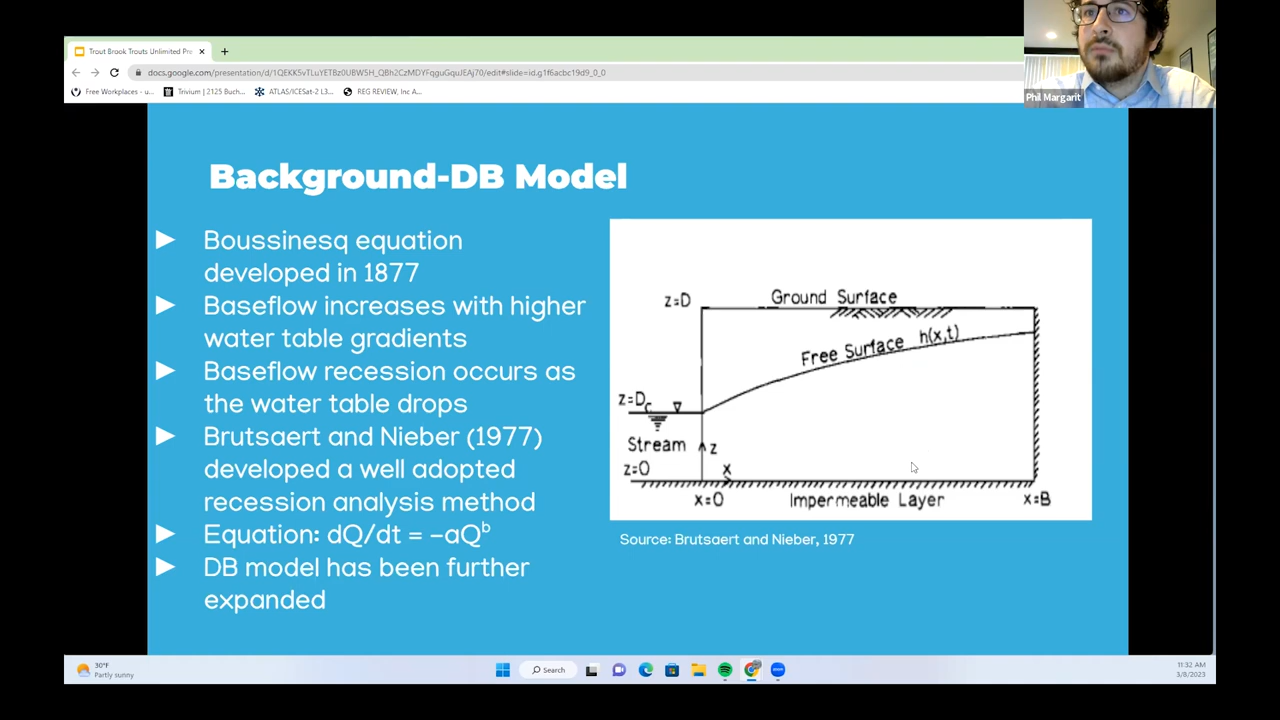 Trout Brook Trouts Unlimited Pre
docs.google.com/presentation/d/1QEKK5vTLuYETBz0UBW5H_QBh2CzMDYFqguGquJEAj70/edit#slide=id.g1f6acbc19d9_0_0
Free Workplaces - u... Trivium | 2125 Buch... ATLAS/ICESat-2 L3... REG REVIEW, Inc A...
Phil Margarit
Background-DB Model
Boussinesq equation
developed in 1877
Baseflow increases with higher
water table gradients
Baseflow recession occurs as
the water table drops
Brutsaert and Nieber (1977)
developed a well adopted
recession analysis method
Equation: dQ/dt = -aQᵇ
DB model has been further
expanded
z=D Ground Surface
Free Surface h(x,t)
z=Dc
Stream z
z=0 x
x=0 Impermeable Layer x=B
Source: Brutsaert and Nieber, 1977
30°F
Partly sunny
Search
11:32 AM
3/8/2023